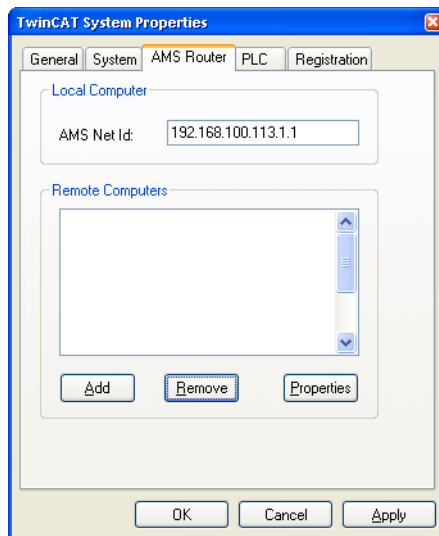 TwinCAT System Properties
General System AMS Router PLC Registration
Local Computer
AMS Net Id: 192.168.100.113.1.1
Remote Computers
Add Remove Properties
OK Cancel Apply